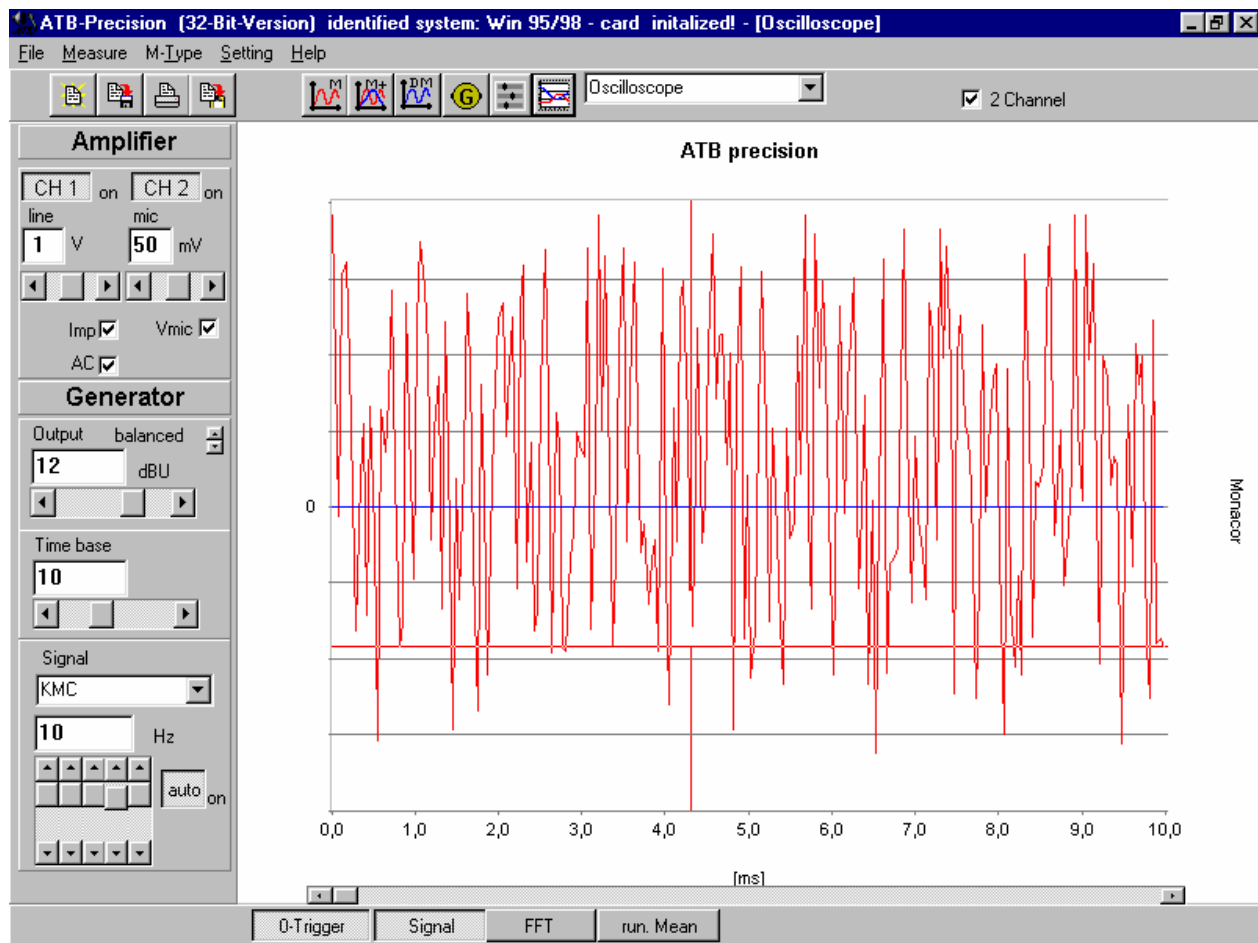 ATB-Precision (32-Bit-Version) identified system: Win 95/98 - card initalized! - [Oscilloscope]
File Measure M-Type Setting Help
M M+ DM G Oscilloscope 2 Channel
Amplifier
CH 1 on CH 2 on
line mic
1 V 50 mV
Imp Vmic
AC
Generator
Output balanced
12 dBU
Time base
10
Signal
KMC
10 Hz
auto on
ATB precision
0
Monacor
0,0 1,0 2,0 3,0 4,0 5,0 6,0 7,0 8,0 9,0 10,0
[ms]
0-Trigger Signal FFT run. Mean